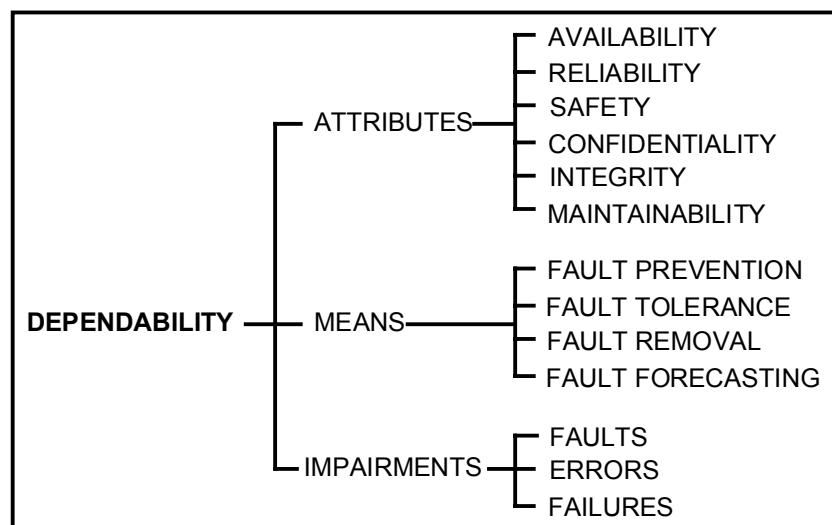 AVAILABILITY
RELIABILITY
SAFETY
ATTRIBUTES
CONFIDENTIALITY
INTEGRITY
MAINTAINABILITY
FAULT PREVENTION
FAULT TOLERANCE
DEPENDABILITY
MEANS
FAULT REMOVAL
FAULT FORECASTING
FAULTS
IMPAIRMENTS
ERRORS
FAILURES